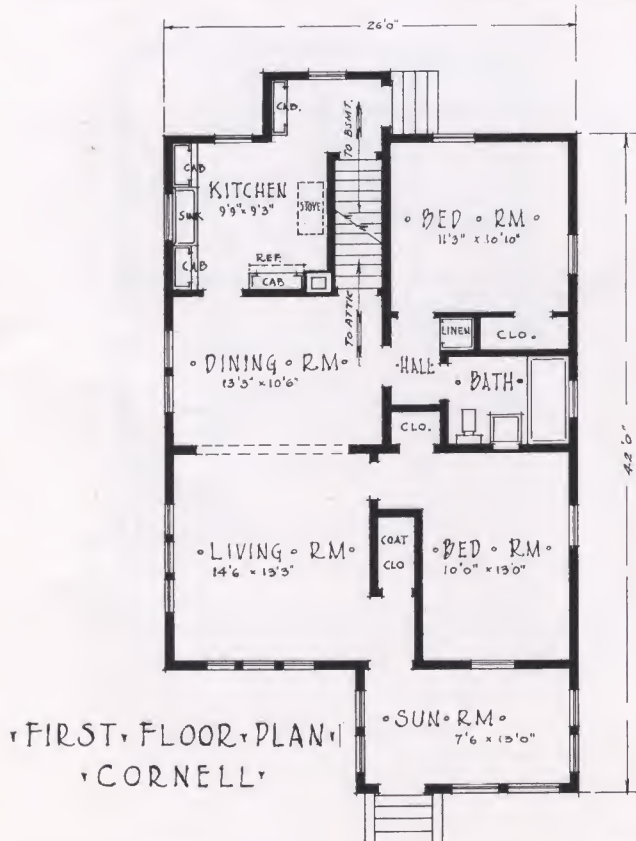 26'0"
CAB.
TO BSMT.
CAB
KITCHEN
9'9" x 9'3"
STOVE
SINK
BED RM
11'3" x 10'10"
CAB
REF.
CAB
TO ATTIC
LINEN
CLO.
DINING RM
13'3" x 10'6"
HALL
BATH
CLO.
42'0"
LIVING RM
14'6 x 13'3"
COAT
CLO
BED RM
10'0" x 13'0"
SUN RM
7'6 x 13'0"
FIRST FLOOR PLAN
CORNELL